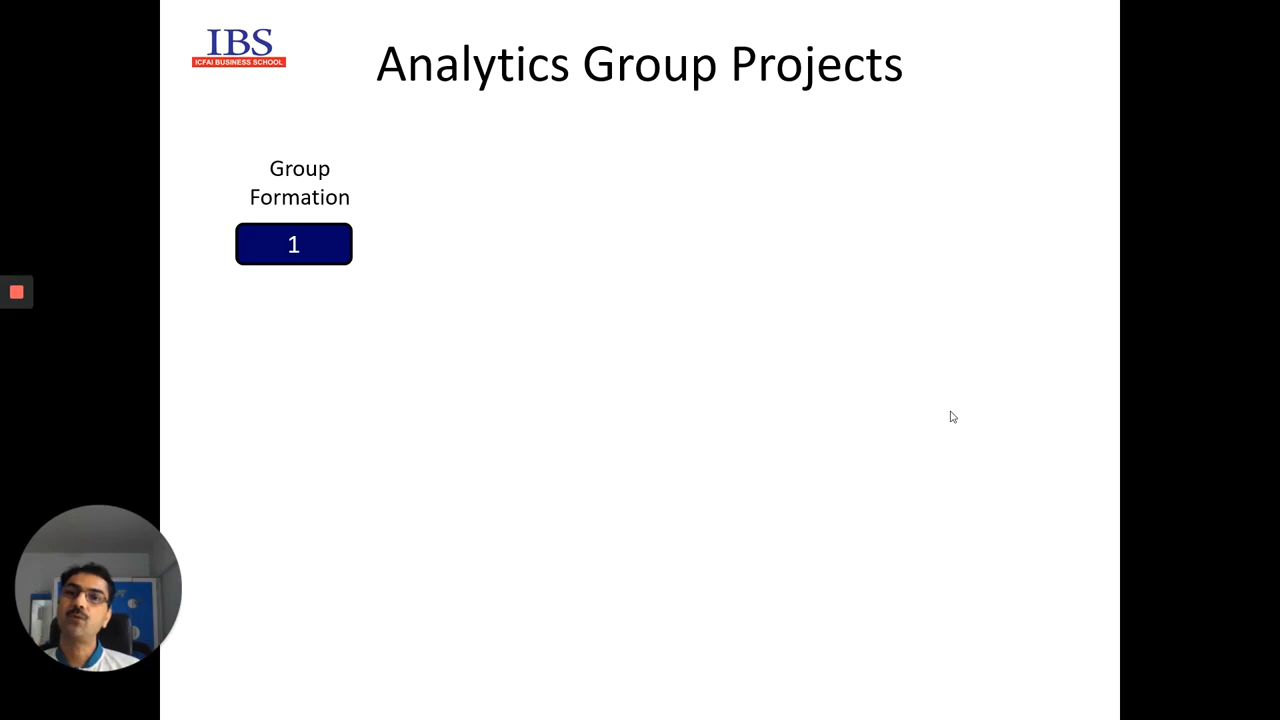 IBS
ICFAI BUSINESS SCHOOL
Analytics Group Projects
Group
Formation
1